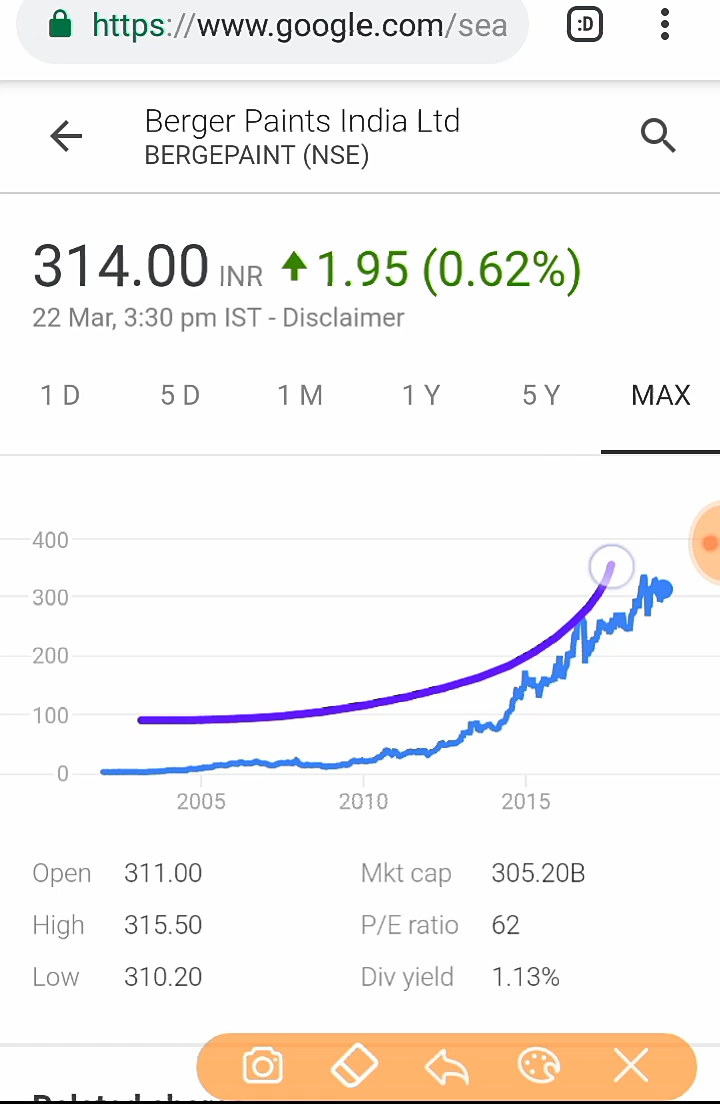 https://www.google.com/sea
:D
Berger Paints India Ltd
BERGEPAINT (NSE)
314.00 INR 1.95 (0.62%)
22 Mar, 3:30 pm IST - Disclaimer
1 D 5 D 1 M 1 Y 5 Y MAX
400
300
200
100
0
2005 2010 2015
Open 311.00 Mkt cap 305.20B
High 315.50 P/E ratio 62
Low 310.20 Div yield 1.13%